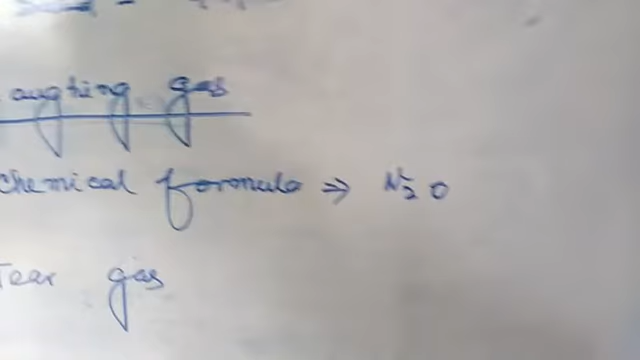 Laughing gas
Chemical formula ⇒ N₂O
Tear gas